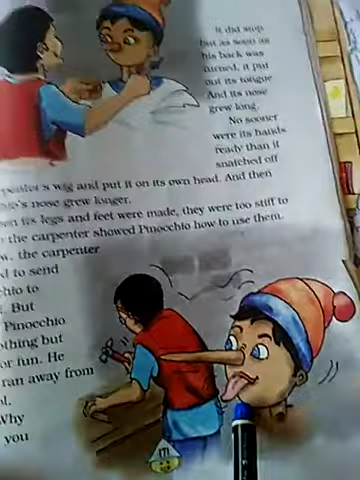 It did stop
but as soon as
his back was
turned, it put
out its tongue
And its nose
grew long.
No sooner
were its hands
ready than it
snatched off
wig and put it on its own head. And then
nose grew longer.
its legs and feet were made, they were too stiff to
the carpenter showed Pinocchio how to use them.
the carpenter
to send
to
But
Pinocchio
but
or fun. He
ran away from
Why
you